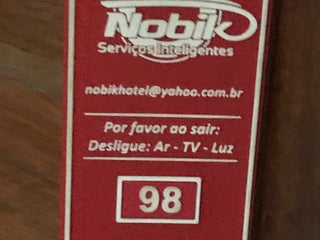 Nobik
Serviços Inteligentes
nobikhotel@yahoo.com.br
Por favor ao sair:
Desligue: Ar - TV - Luz
98